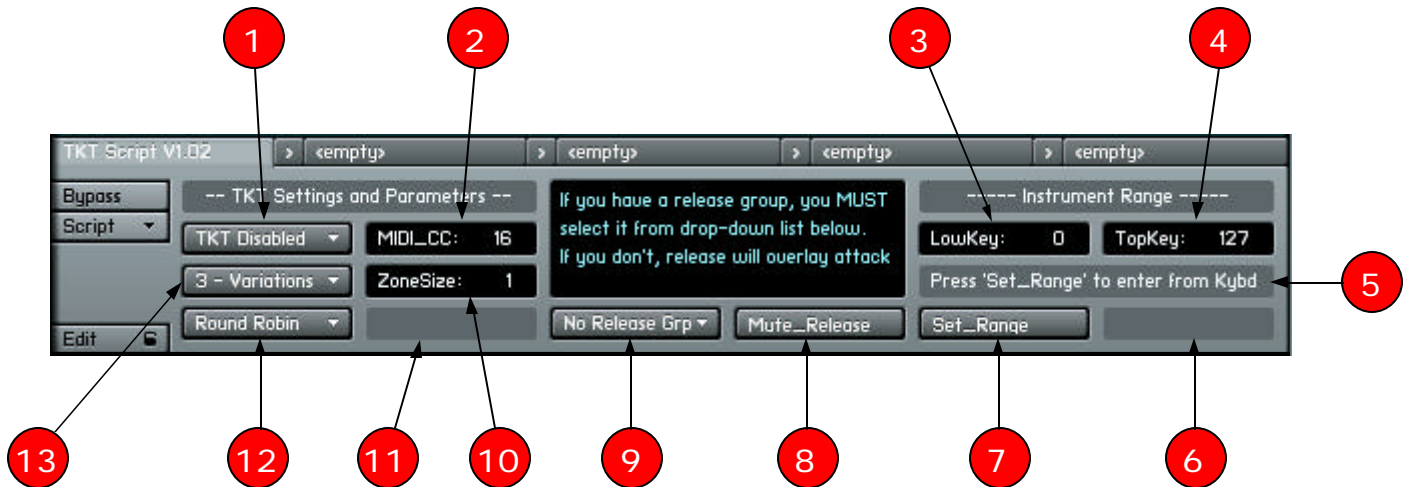 1 2 3 4
TKT Script V1.02 > <empty> > <empty> > <empty> > <empty>
Bypass -- TKT Settings and Parameters -- If you have a release group, you MUST ------ Instrument Range -----
Script TKT Disabled MIDI_CC: 16 select it from drop-down list below. LowKey: 0 TopKey: 127
If you don't, release will overlay attack
3 - Variations ZoneSize: 1 Press 'Set_Range' to enter from Kybd 5
Edit Round Robin No Release Grp Mute_Release Set_Range
13 12 11 10 9 8 7 6